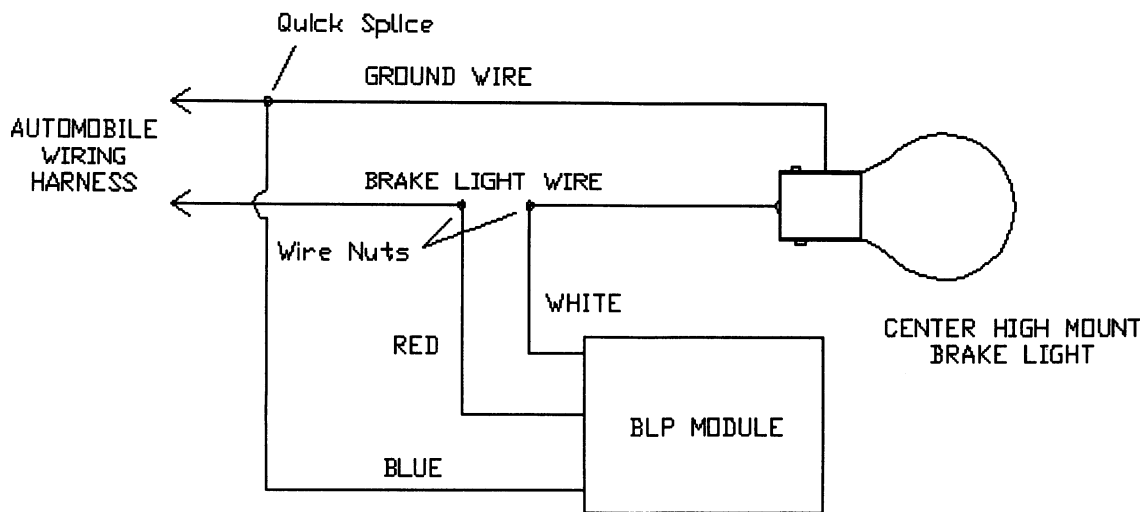 Quick Splice
GROUND WIRE
AUTOMOBILE
WIRING
HARNESS
BRAKE LIGHT WIRE
Wire Nuts
WHITE
CENTER HIGH MOUNT
BRAKE LIGHT
RED
BLP MODULE
BLUE